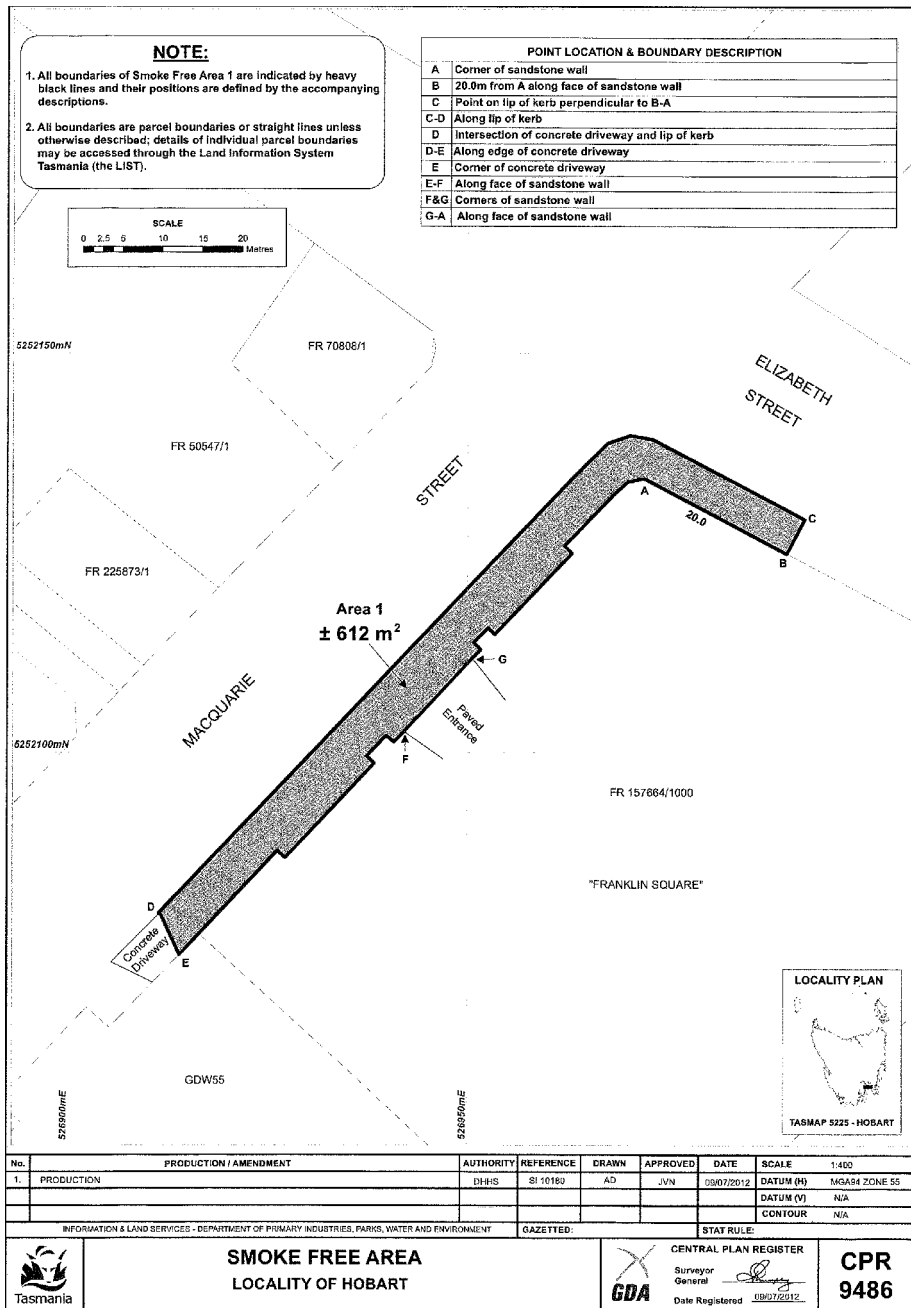 NOTE:
1. All boundaries of Smoke Free Area 1 are indicated by heavy
black lines and their positions are defined by the accompanying
descriptions.
2. All boundaries are parcel boundaries or straight lines unless
otherwise described; details of individual parcel boundaries
may be accessed through the Land Information System
Tasmania (the LIST).
POINT LOCATION & BOUNDARY DESCRIPTION
A Corner of sandstone wall
B 20.0m from A along face of sandstone wall
C Point on lip of kerb perpendicular to B-A
C-D Along lip of kerb
D Intersection of concrete driveway and lip of kerb
D-E Along edge of concrete driveway
E Corner of concrete driveway
E-F Along face of sandstone wall
F&G Corners of sandstone wall
G-A Along face of sandstone wall
SCALE
0 2.5 5 10 15 20
Metres
5252150mN
FR 70808/1
ELIZABETH
STREET
FR 50547/1
STREET
A
20.0
C
B
FR 225873/1
Area 1
± 612 m²
G
MACQUARIE
Paved
Entrance
5252100mN
F
FR 157664/1000
"FRANKLIN SQUARE"
D
Concrete
Driveway
E
LOCALITY PLAN
TASMAP 5225 - HOBART
GDW55
526900mE
526950mE
No. PRODUCTION / AMENDMENT AUTHORITY REFERENCE DRAWN APPROVED DATE SCALE 1:400
1. PRODUCTION DHHS SI 10180 AD JVN 09/07/2012 DATUM (H) MGA94 ZONE 55
DATUM (V) N/A
CONTOUR N/A
INFORMATION & LAND SERVICES - DEPARTMENT OF PRIMARY INDUSTRIES, PARKS, WATER AND ENVIRONMENT GAZETTED: STAT RULE:
Tasmania
SMOKE FREE AREA
LOCALITY OF HOBART
GDA
CENTRAL PLAN REGISTER
Surveyor
General
Date Registered 09/07/2012
CPR
9486